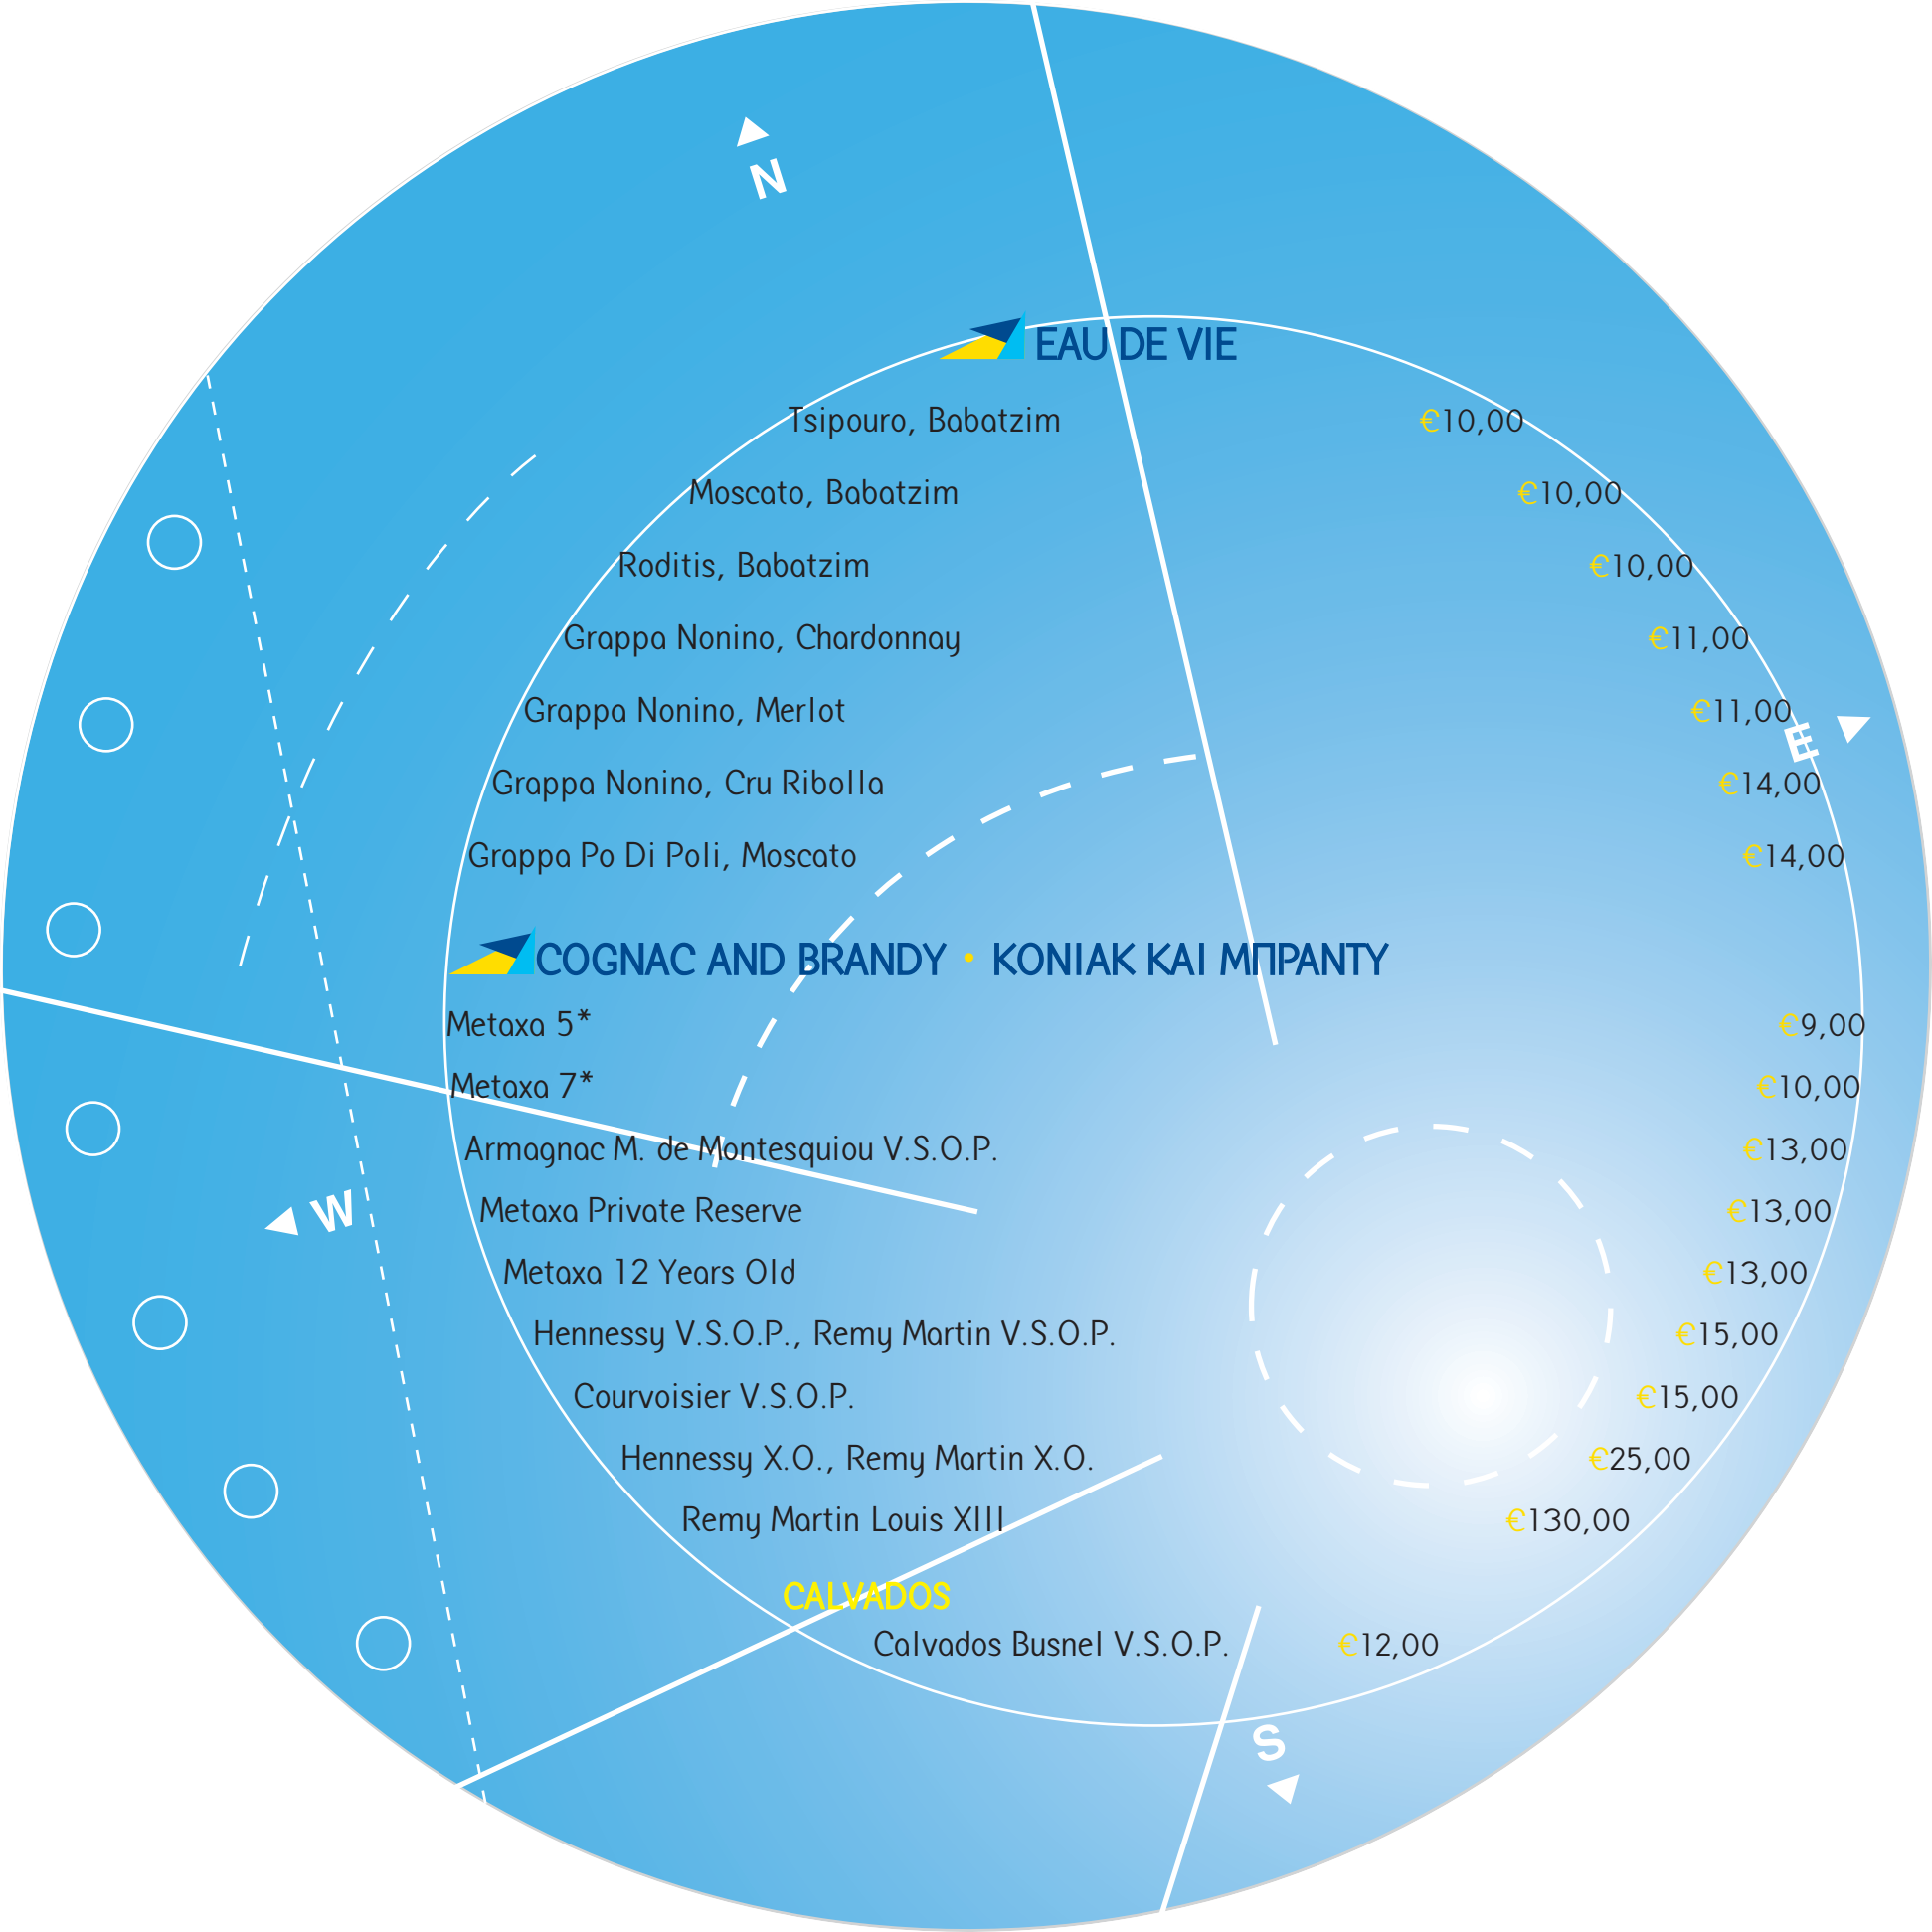 N
EAU DE VIE
Tsipouro, Babatzim €10,00
Moscato, Babatzim €10,00
Roditis, Babatzim €10,00
Grappa Nonino, Chardonnay €11,00
Grappa Nonino, Merlot €11,00
E
Grappa Nonino, Cru Ribolla €14,00
Grappa Po Di Poli, Moscato €14,00
COGNAC AND BRANDY • ΚΟΝΙΑΚ ΚΑΙ ΜΠΡΑΝΤΥ
Metaxa 5* €9,00
Metaxa 7* €10,00
Armagnac M. de Montesquiou V.S.O.P. €13,00
W
Metaxa Private Reserve €13,00
Metaxa 12 Years Old €13,00
Hennessy V.S.O.P., Remy Martin V.S.O.P. €15,00
Courvoisier V.S.O.P. €15,00
Hennessy X.O., Remy Martin X.O. €25,00
Remy Martin Louis XIII €130,00
CALVADOS
Calvados Busnel V.S.O.P. €12,00
S